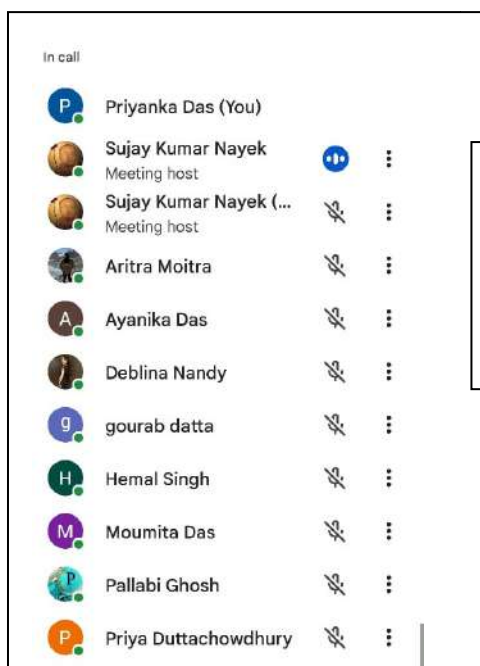 In call
P Priyanka Das (You)
Sujay Kumar Nayek
Meeting host
Sujay Kumar Nayek (...
Meeting host
Aritra Moitra
A Ayanika Das
Deblina Nandy
g gourab datta
H Hemal Singh
M Moumita Das
P Pallabi Ghosh
P Priya Duttachowdhury